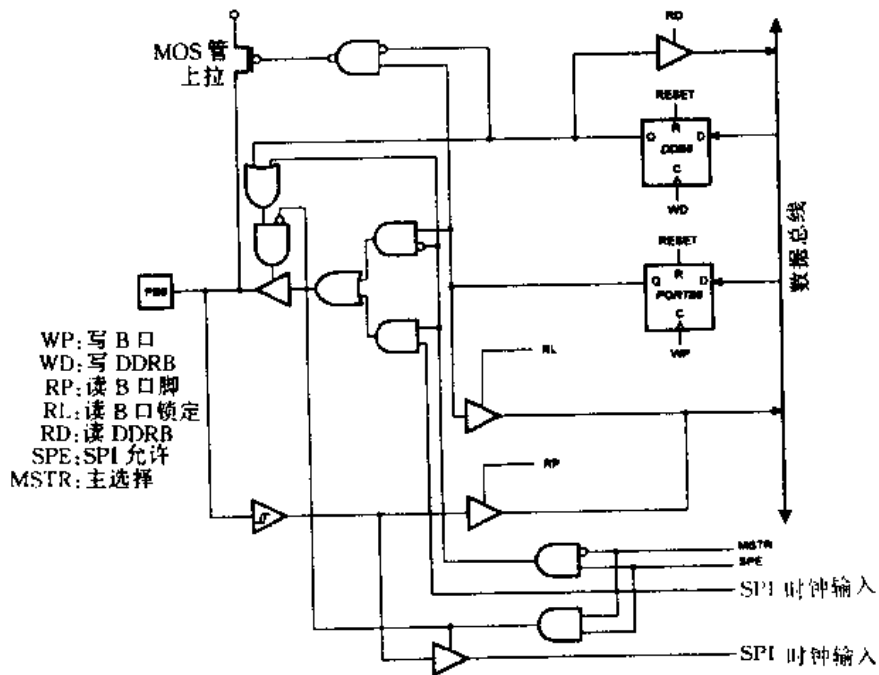 MOS 管
上拉
RD
RESET
R
Q
D
DDB6
C
WD
RESET
R
Q
D
PORTB6
C
WP
数据总线
WP:写 B 口
WD:写 DDRB
RP:读 B 口脚
RL:读 B 口锁定
RD:读 DDRB
SPE:SPI 允许
MSTR:主选择
RL
RP
MSTR
SPE
SPI 时钟输入
SPI 时钟输入